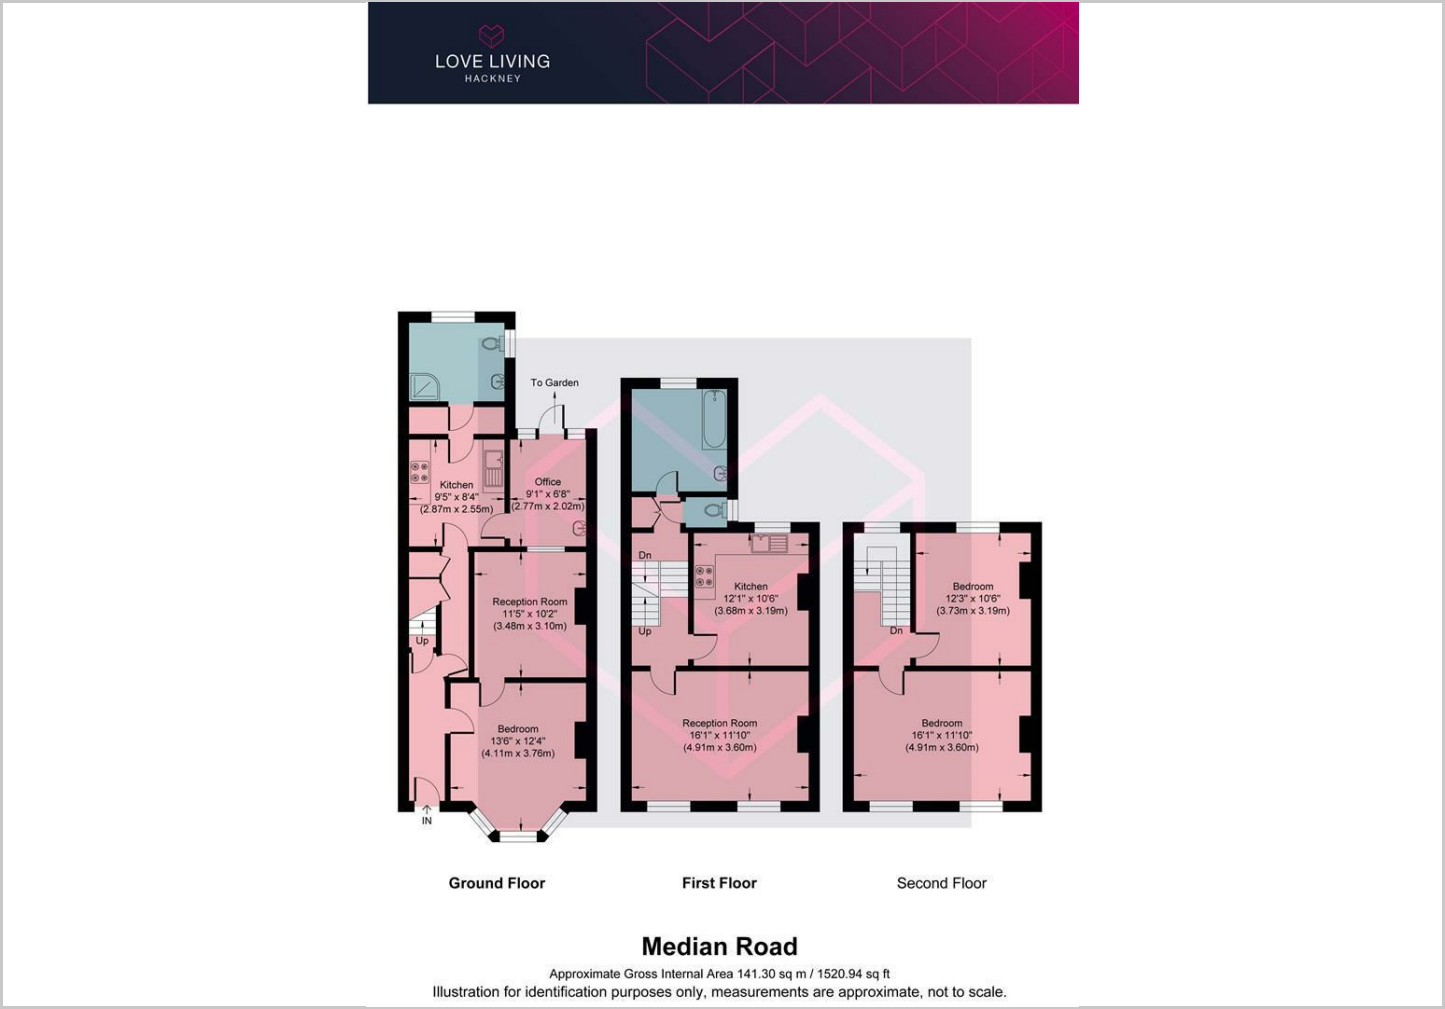 LOVE LIVING
HACKNEY
To Garden
Kitchen
9'5" x 8'4"
(2.87m x 2.55m)
Office
9'1" x 6'8"
(2.77m x 2.02m)
Reception Room
11'5" x 10'2"
(3.48m x 3.10m)
Up
Bedroom
13'6" x 12'4"
(4.11m x 3.76m)
IN
Dn
Up
Kitchen
12'1" x 10'6"
(3.68m x 3.19m)
Reception Room
16'1" x 11'10"
(4.91m x 3.60m)
Bedroom
12'3" x 10'6"
(3.73m x 3.19m)
Dn
Bedroom
16'1" x 11'10"
(4.91m x 3.60m)
Ground Floor
First Floor
Second Floor
Median Road
Approximate Gross Internal Area 141.30 sq m / 1520.94 sq ft
Illustration for identification purposes only, measurements are approximate, not to scale.